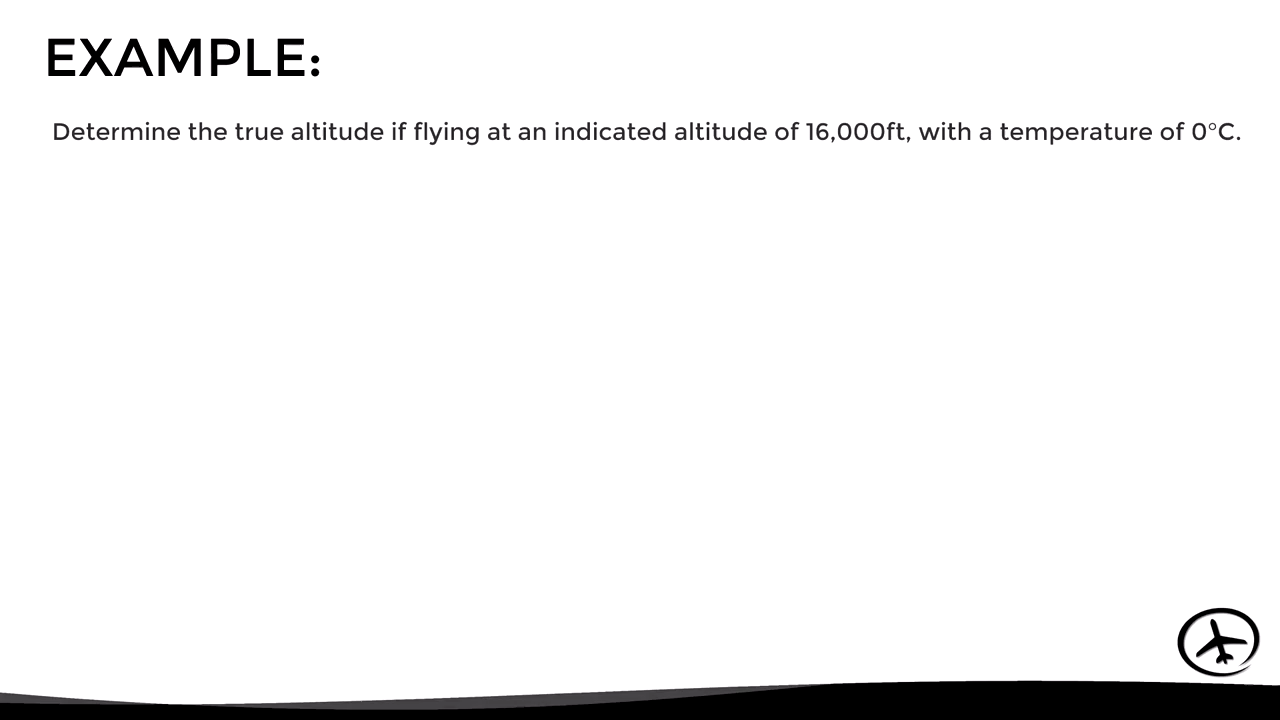 EXAMPLE:
Determine the true altitude if flying at an indicated altitude of 16,000ft, with a temperature of 0°C.